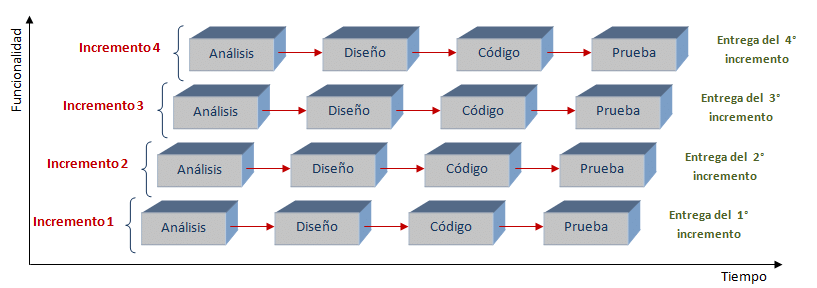 Funcionalidad
Incremento 4
Análisis
Diseño
Código
Prueba
Entrega del 4°
incremento
Incremento 3
Análisis
Diseño
Código
Prueba
Entrega del 3°
incremento
Incremento 2
Análisis
Diseño
Código
Prueba
Entrega del 2°
incremento
Incremento 1
Análisis
Diseño
Código
Prueba
Entrega del 1°
incremento
Tiempo